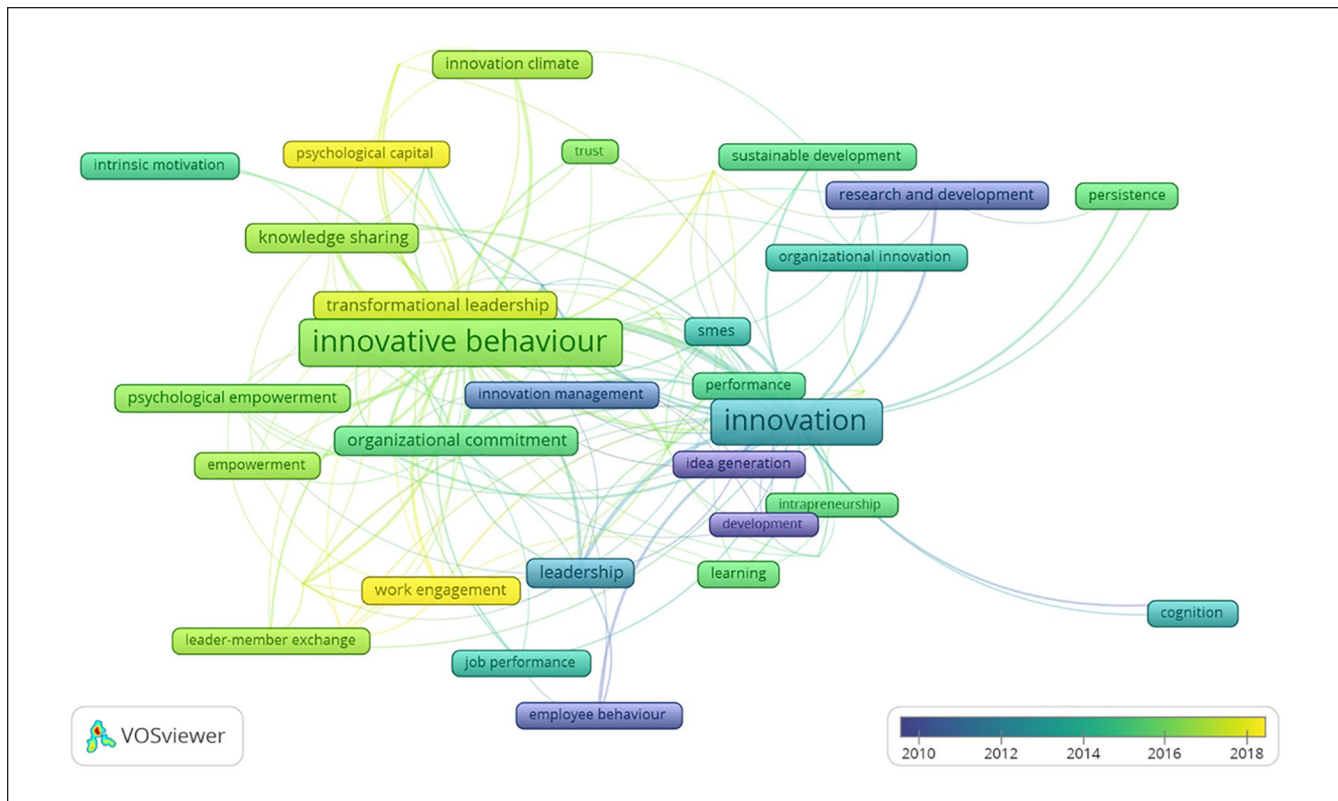 innovation climate
psychological capital
trust
sustainable development
intrinsic motivation
research and development
persistence
knowledge sharing
organizational innovation
transformational leadership
innovative behaviour
smes
performance
innovation management
psychological empowerment
innovation
organizational commitment
empowerment
idea generation
intrapreneurship
development
leadership
learning
work engagement
cognition
leader-member exchange
job performance
employee behaviour
VOSviewer
2010 2012 2014 2016 2018